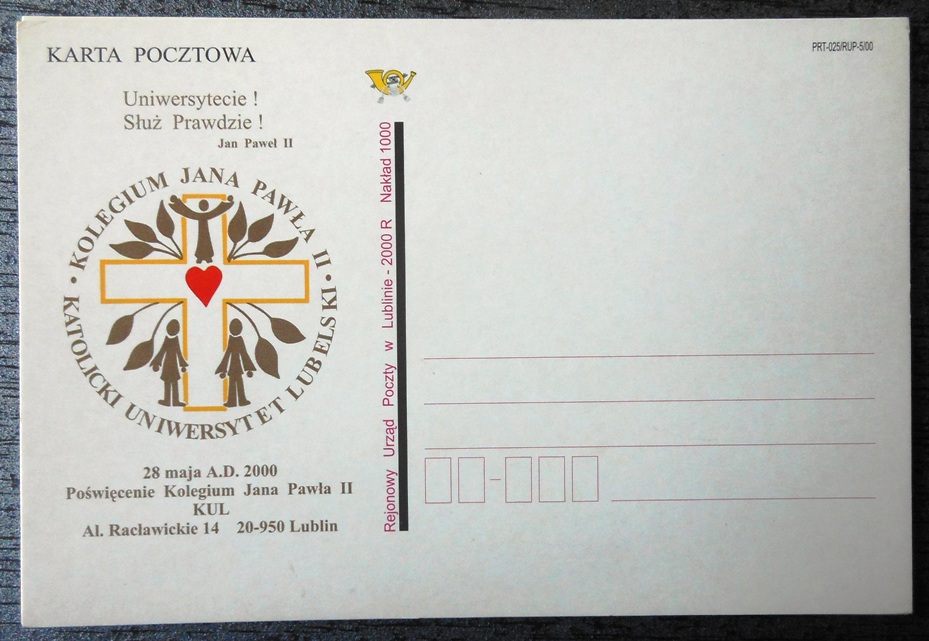 KARTA POCZTOWA
PRT-025/RUP-5/00
Uniwersytecie !
Służ Prawdzie !
Jan Paweł II
• KOLEGIUM JANA PAWŁA II •
KATOLICKI UNIWERSYTET LUBELSKI
28 maja A.D. 2000
Poświęcenie Kolegium Jana Pawła II
KUL
Al. Racławickie 14 20-950 Lublin
Rejonowy Urząd Poczty w Lublinie - 2000 R Nakład 1000